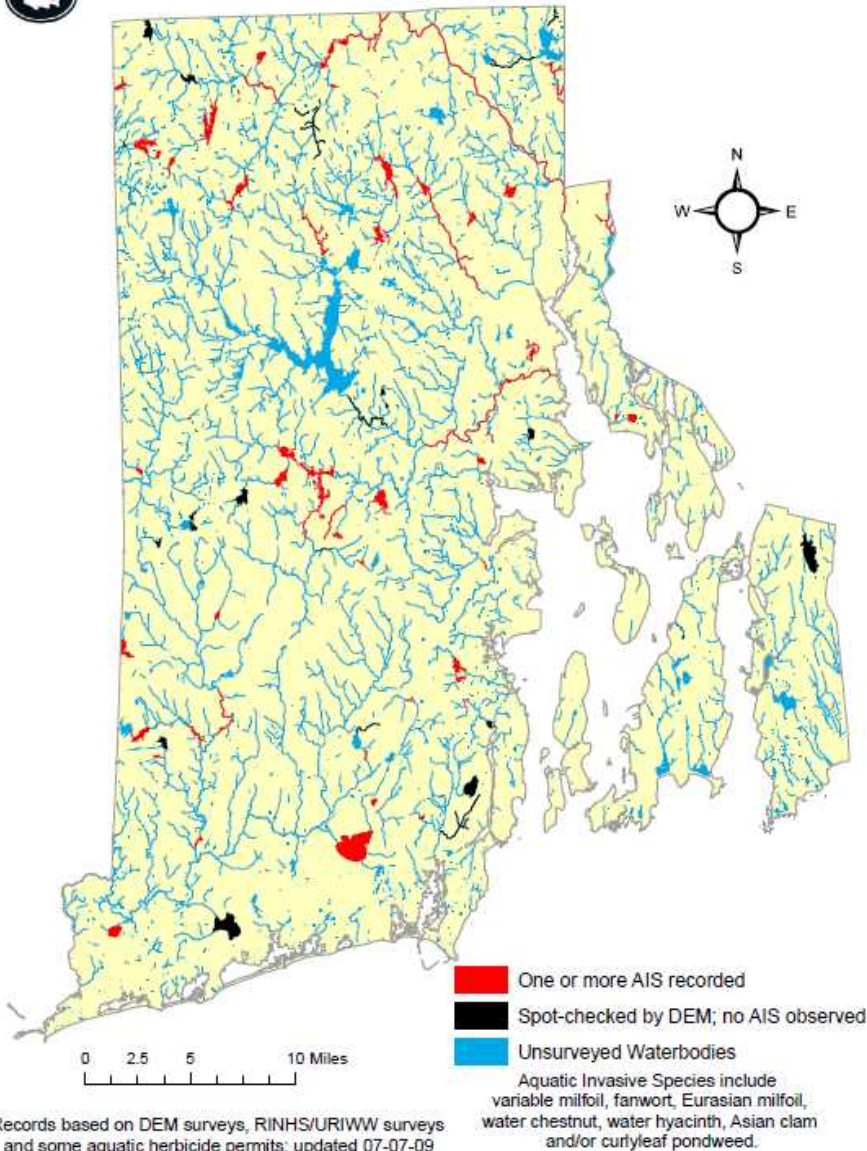 N
W E
S
One or more AIS recorded
Spot-checked by DEM; no AIS observed
Unsurveyed Waterbodies
0 2.5 5 10 Miles
Aquatic Invasive Species include
variable milfoil, fanwort, Eurasian milfoil,
water chestnut, water hyacinth, Asian clam
and/or curlyleaf pondweed.
Records based on DEM surveys, RINHS/URIWW surveys
and some aquatic herbicide permits; updated 07-07-09